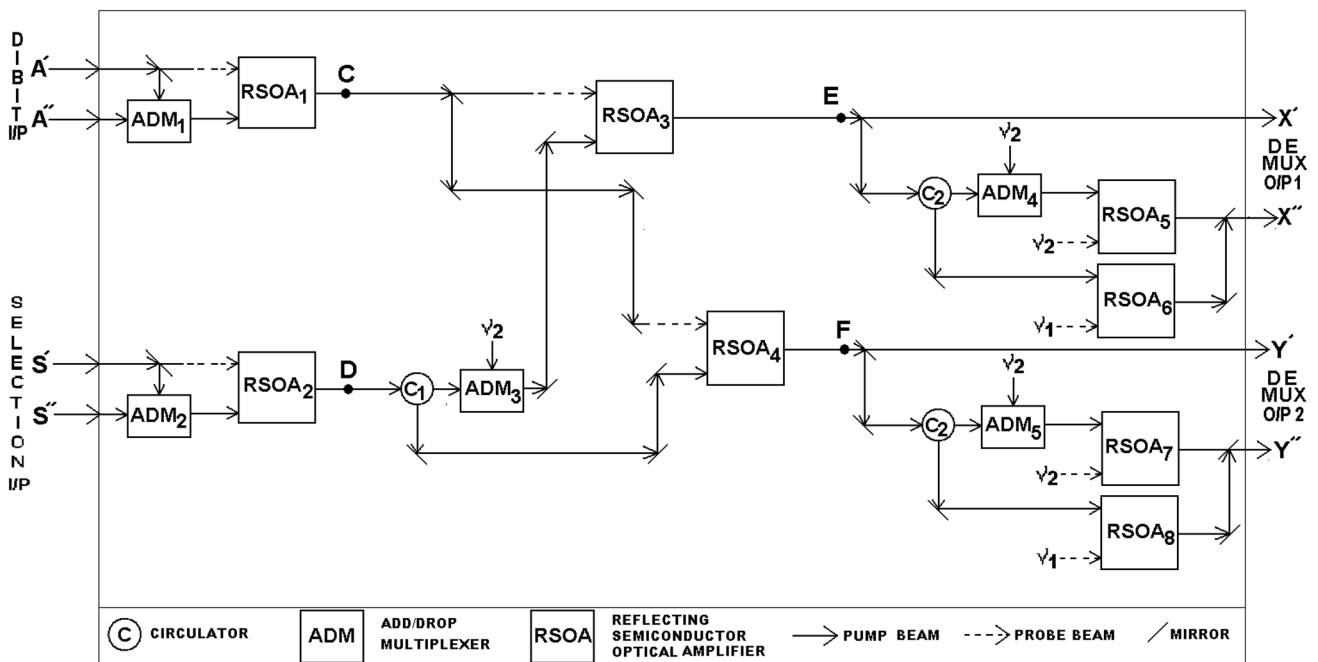 DIBIT I/P
A′
A″
ADM1
RSOA1
C
RSOA3
E
X′
DE
MUX
O/P1
X″
ν2
C2
ADM4
RSOA5
ν2
RSOA6
ν1
SELECTION I/P
S′
S″
ADM2
RSOA2
D
C1
ν2
ADM3
RSOA4
F
Y′
DE
MUX
O/P 2
Y″
ν2
C2
ADM5
RSOA7
ν2
RSOA8
ν1
C CIRCULATOR
ADM ADD/DROP
MULTIPLEXER
RSOA REFLECTING
SEMICONDUCTOR
OPTICAL AMPLIFIER
PUMP BEAM
PROBE BEAM
MIRROR